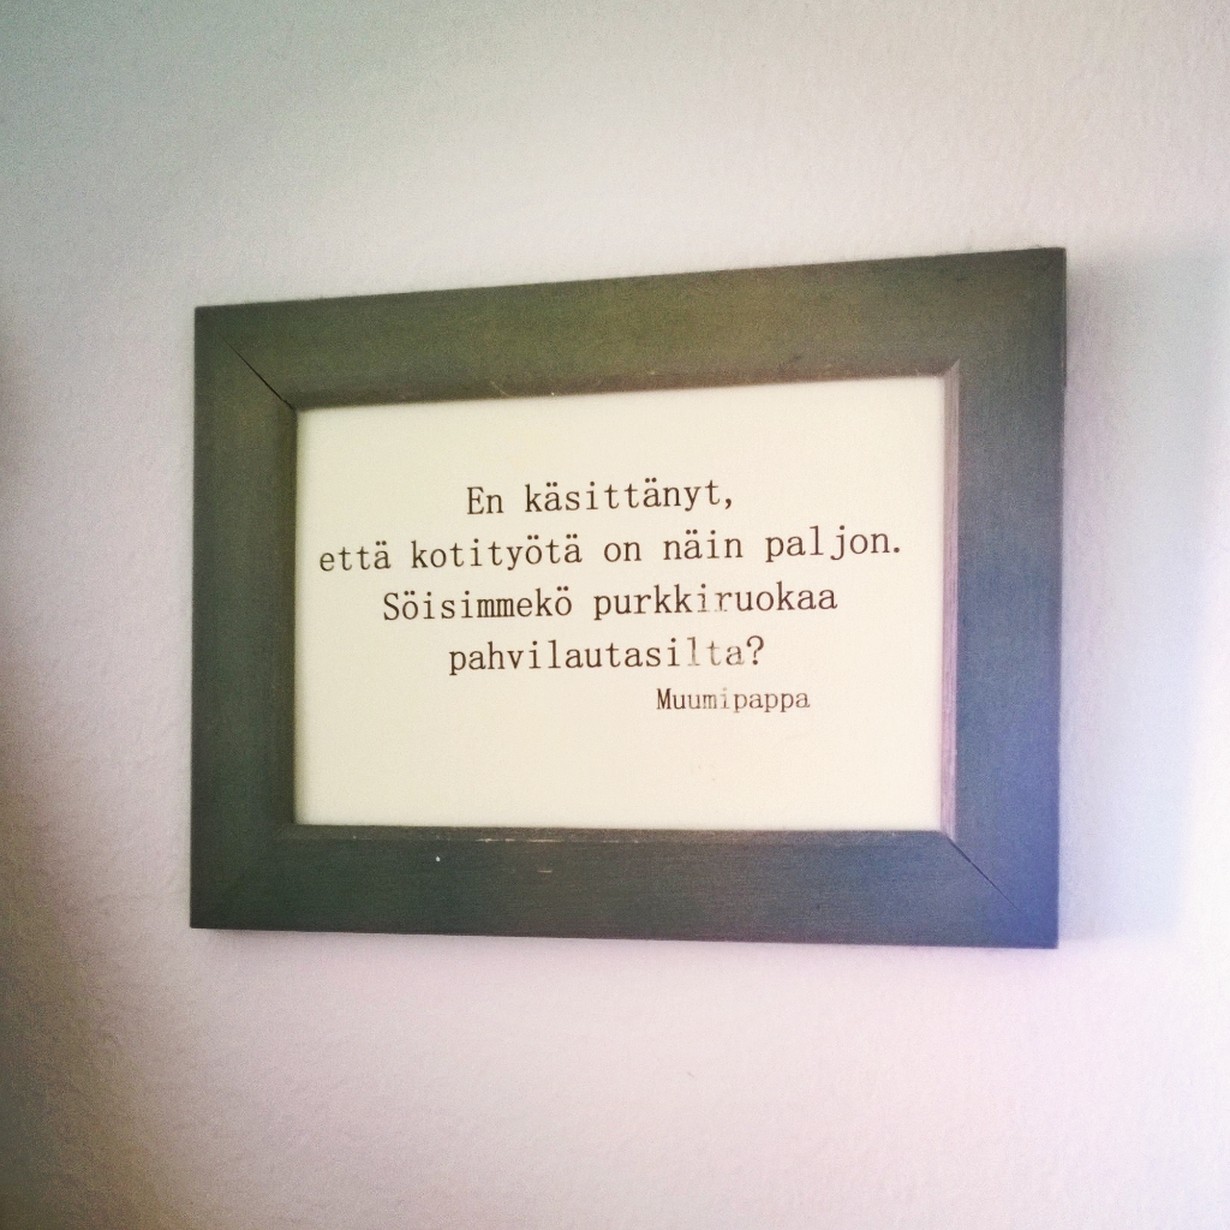 En käsittänyt,
että kotityötä on näin paljon.
Söisimmekö purkkiruokaa
pahvilautasilta?
Muumipappa